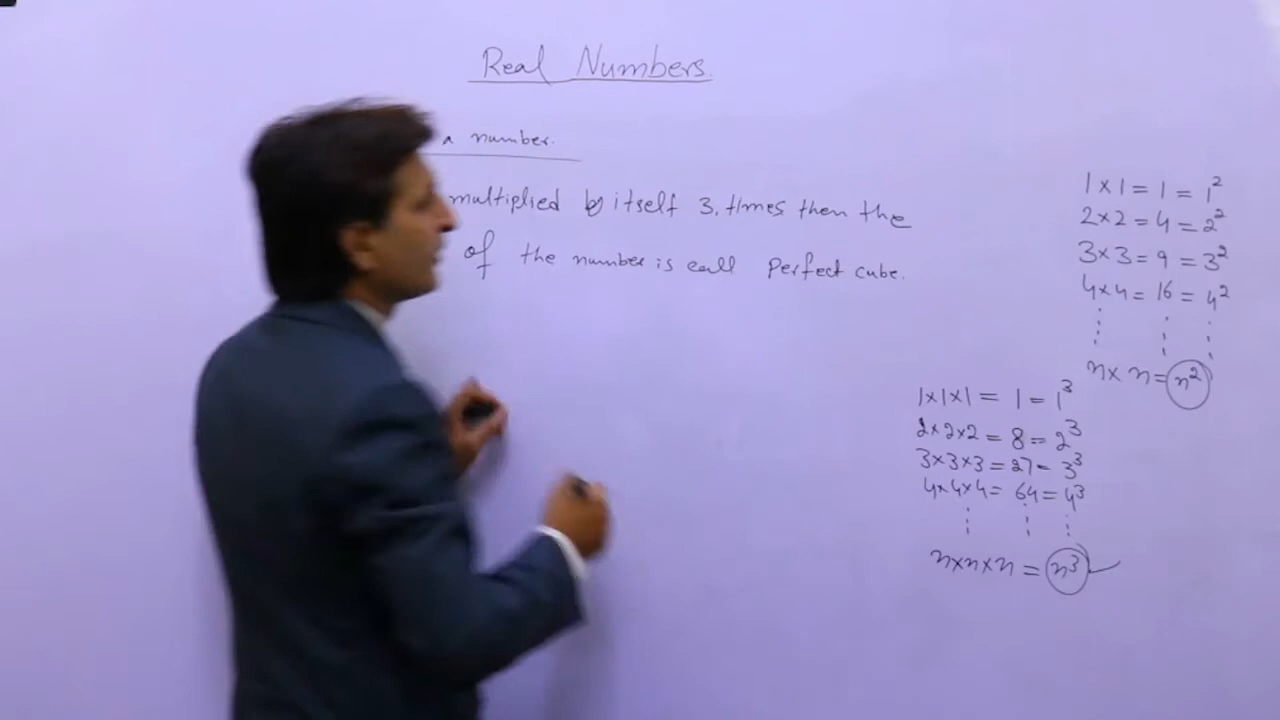 Real Numbers.
a number.
multiplied by itself 3, times then the
of the number is call perfect cube.
1 x 1 = 1 = 1²
2 x 2 = 4 = 2²
3 x 3 = 9 = 3²
4 x 4 = 16 = 4²
n x n = n²
1 x 1 x 1 = 1 = 1³
2 x 2 x 2 = 8 = 2³
3 x 3 x 3 = 27 = 3³
4 x 4 x 4 = 64 = 4³
n x n x n = n³